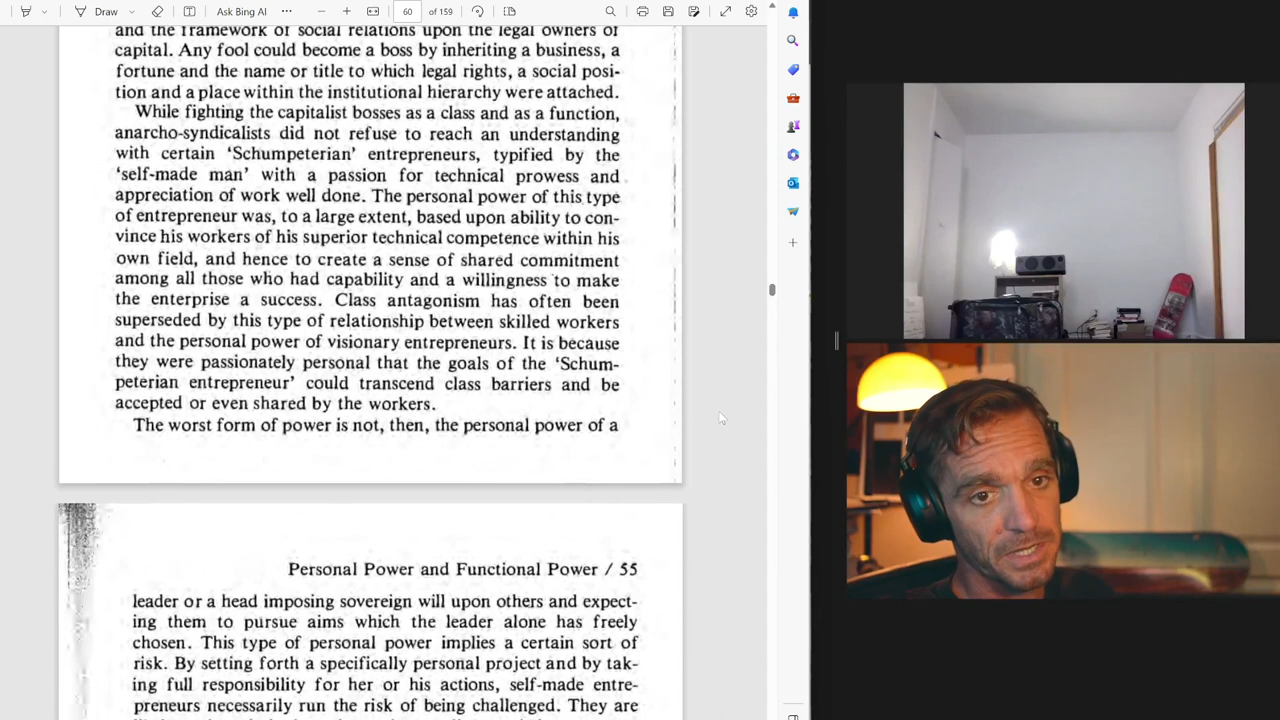 Draw
Ask Bing AI
60 of 159
and the framework of social relations upon the legal owners of
capital. Any fool could become a boss by inheriting a business, a
fortune and the name or title to which legal rights, a social posi-
tion and a place within the institutional hierarchy were attached.
While fighting the capitalist bosses as a class and as a function,
anarcho-syndicalists did not refuse to reach an understanding
with certain ‘Schumpeterian’ entrepreneurs, typified by the
‘self-made man’ with a passion for technical prowess and
appreciation of work well done. The personal power of this type
of entrepreneur was, to a large extent, based upon ability to con-
vince his workers of his superior technical competence within his
own field, and hence to create a sense of shared commitment
among all those who had capability and a willingness to make
the enterprise a success. Class antagonism has often been
superseded by this type of relationship between skilled workers
and the personal power of visionary entrepreneurs. It is because
they were passionately personal that the goals of the ‘Schum-
peterian entrepreneur’ could transcend class barriers and be
accepted or even shared by the workers.
The worst form of power is not, then, the personal power of a
Personal Power and Functional Power / 55
leader or a head imposing sovereign will upon others and expect-
ing them to pursue aims which the leader alone has freely
chosen. This type of personal power implies a certain sort of
risk. By setting forth a specifically personal project and by tak-
ing full responsibility for her or his actions, self-made entre-
preneurs necessarily run the risk of being challenged. They are